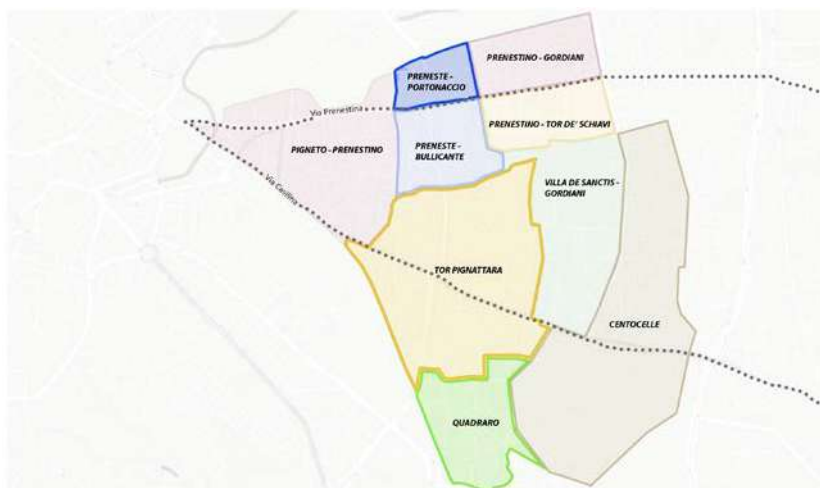 PRENESTINO - GORDIANI
PRENESTE -
PORTONACCIO
Via Prenestina
PRENESTINO - TOR DE' SCHIAVI
PIGNETO - PRENESTINO
PRENESTE -
BULLICANTE
Via Casilina
VILLA DE SANCTIS -
GORDIANI
TOR PIGNATTARA
CENTOCELLE
QUADRARO